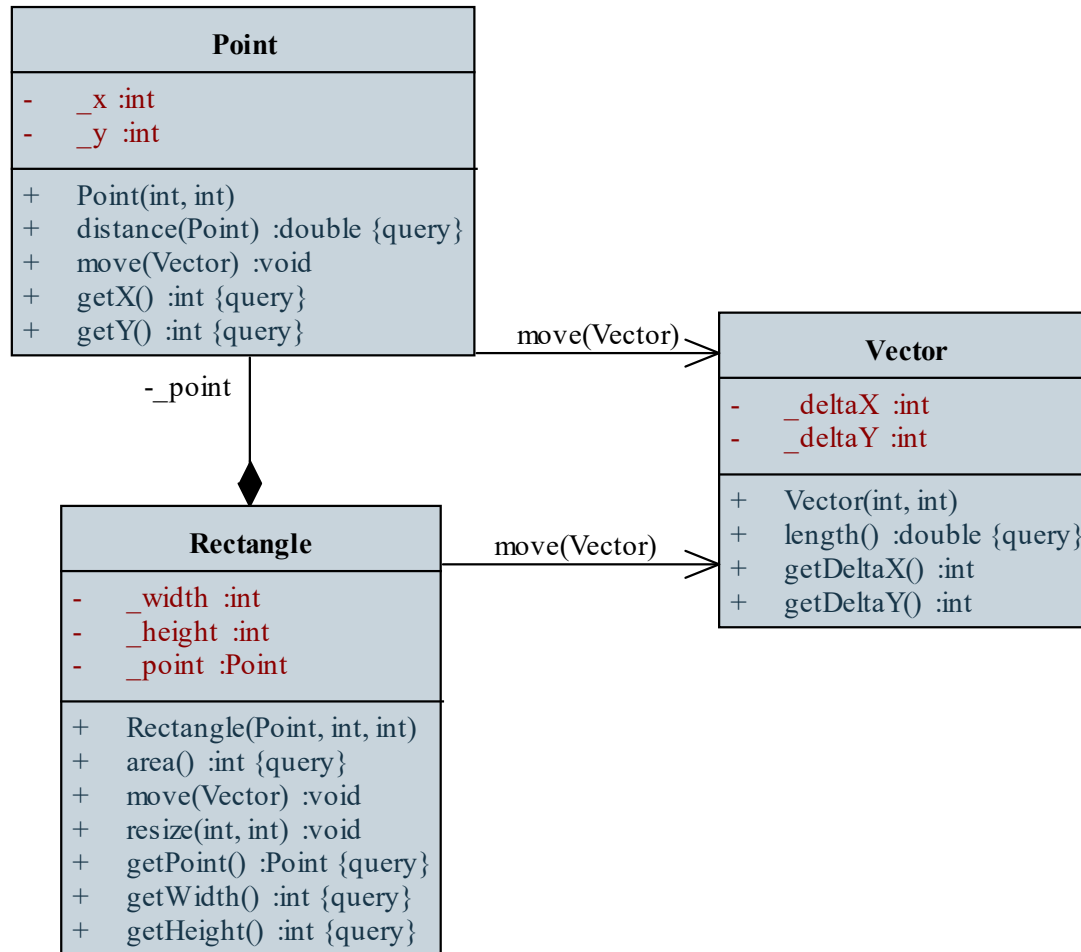 Point
- _x :int
- _y :int
+ Point(int, int)
+ distance(Point) :double {query}
+ move(Vector) :void
+ getX() :int {query}
+ getY() :int {query}
move(Vector)
-_point
Vector
- _deltaX :int
- _deltaY :int
+ Vector(int, int)
+ length() :double {query}
+ getDeltaX() :int
+ getDeltaY() :int
move(Vector)
Rectangle
- _width :int
- _height :int
- _point :Point
+ Rectangle(Point, int, int)
+ area() :int {query}
+ move(Vector) :void
+ resize(int, int) :void
+ getPoint() :Point {query}
+ getWidth() :int {query}
+ getHeight() :int {query}